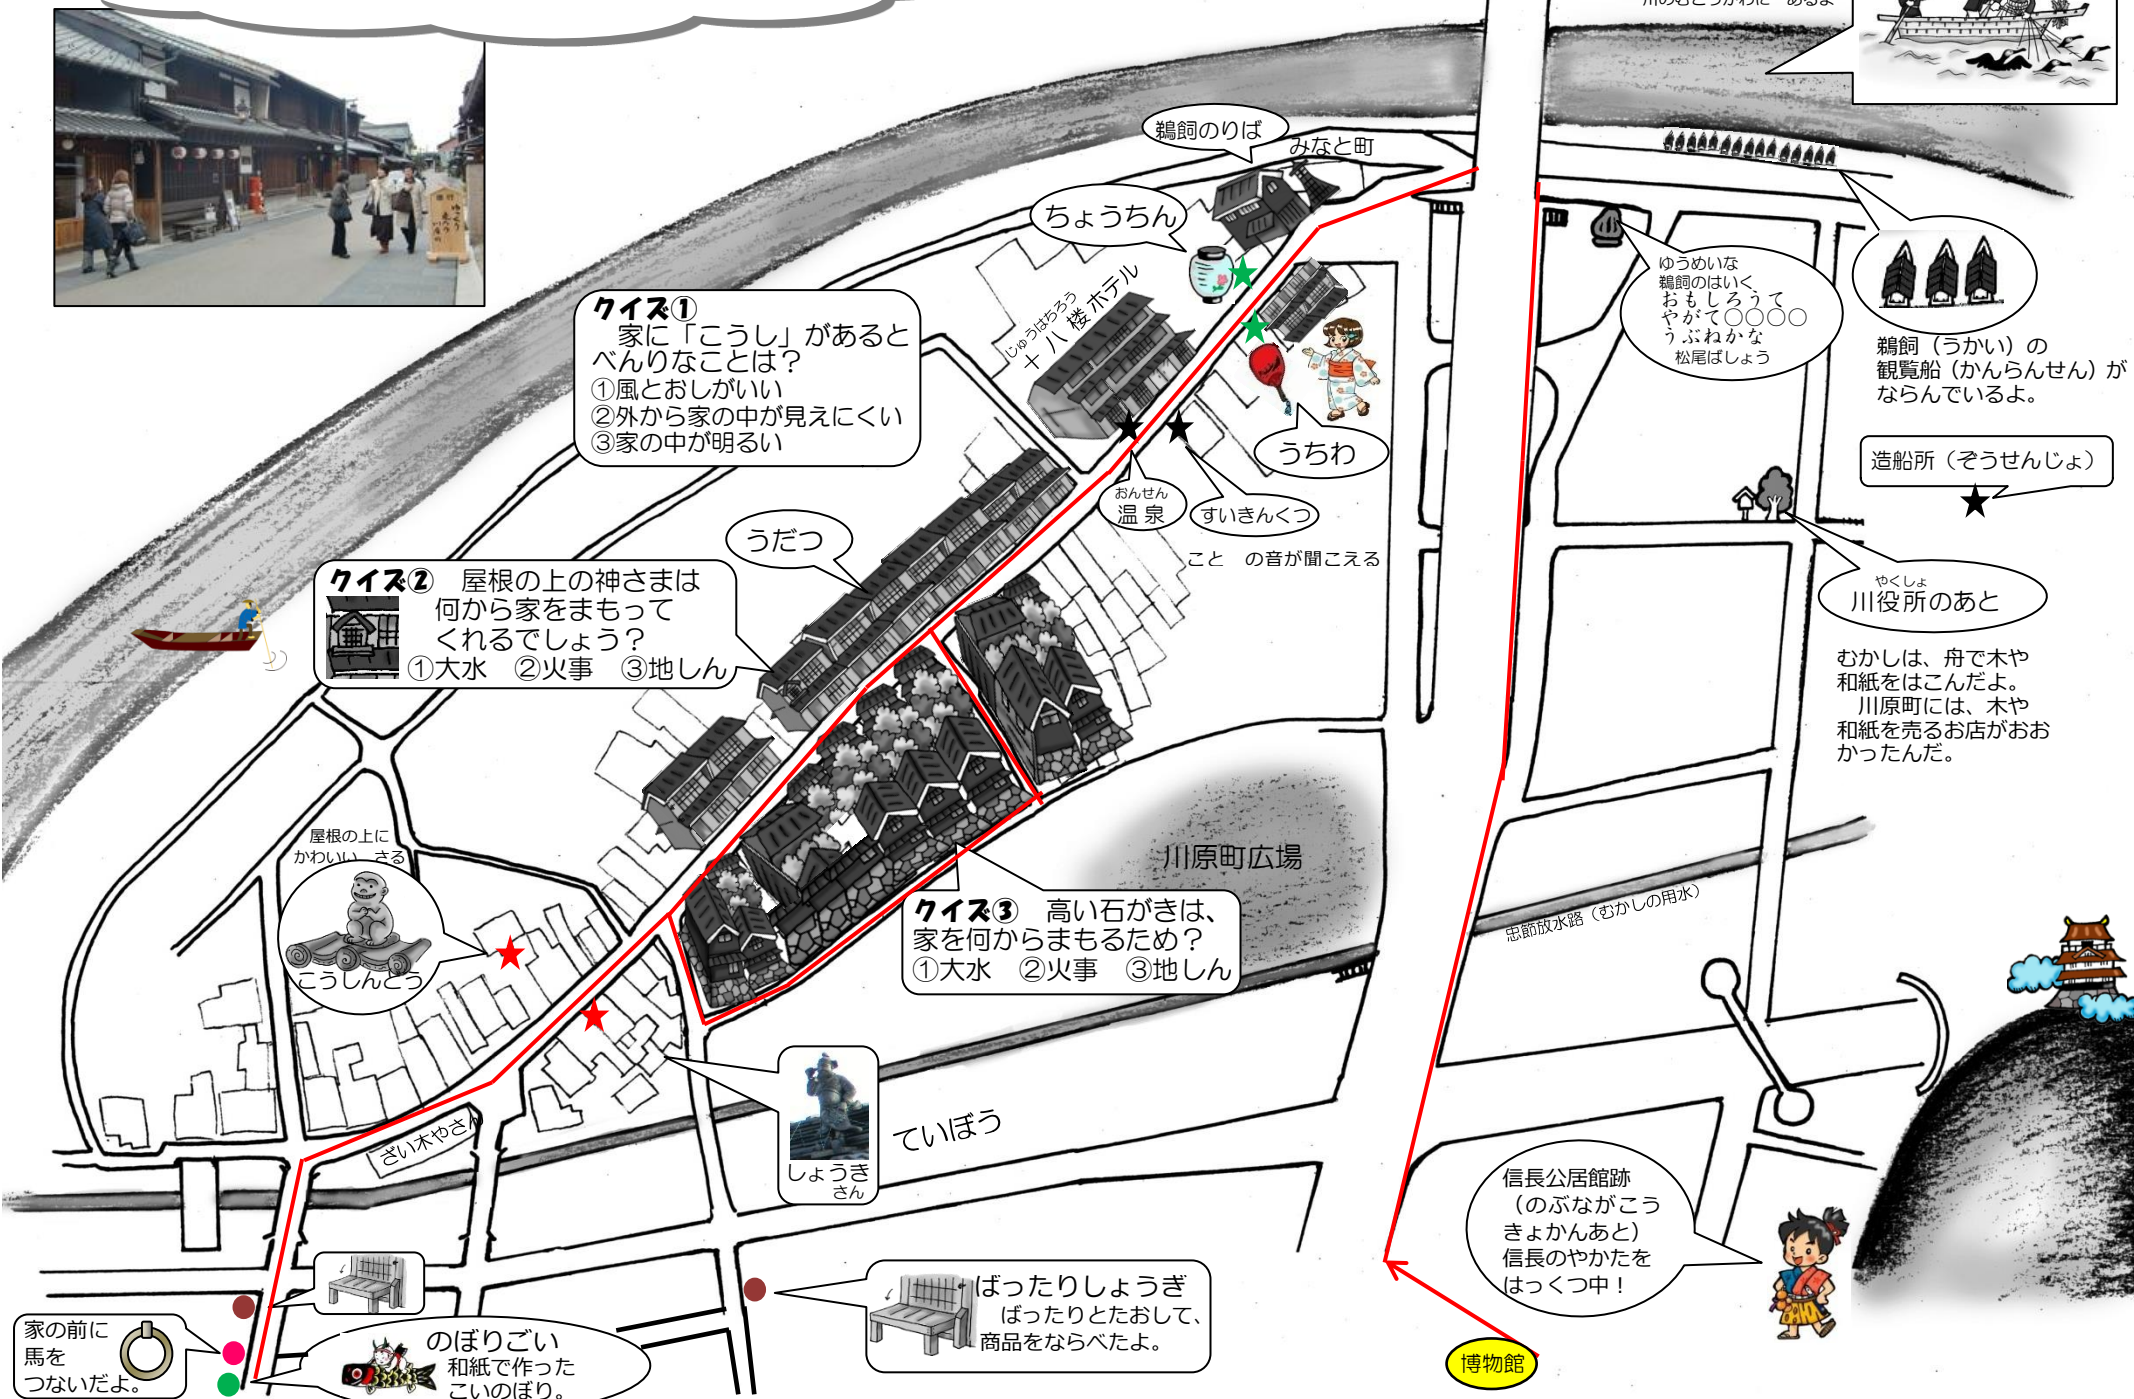 川のむこうがわに　あるよ
鵜飼のりば
みなと町
ちょうちん
じゅうはちろう
十八楼ホテル
クイズ①
家に「こうし」があると
べんりなことは？
①風とおしがいい
②外から家の中が見えにくい
③家の中が明るい
ゆうめいな
鵜飼のはいく
おもしろうて
やがて〇〇〇〇
うぶねかな
松尾ばしょう
鵜飼（うかい）の
観覧船（かんらんせん）が
ならんでいるよ。
うちわ
造船所（ぞうせんじょ）
おんせん
温泉
すいきんくつ
こと　の音が聞こえる
うだつ
クイズ②　屋根の上の神さまは
何から家をまもって
くれるでしょう？
①大水　②火事　③地しん
やくしょ
川役所のあと
むかしは、舟で木や
和紙をはこんだよ。
川原町には、木や
和紙を売るお店がおお
かったんだ。
屋根の上に
かわいい　さる
こうしんどう
川原町広場
クイズ③　高い石がきは、
家を何からまもるため？
①大水　②火事　③地しん
忠節放水路（むかしの用水）
しょうき
さん
ていぼう
ざい木やさん
信長公居館跡
（のぶながこう
きょかんあと）
信長のやかたを
はっくつ中！
ばったりしょうぎ
ばったりとたおして、
商品をならべたよ。
家の前に
馬を
つないだよ。
のぼりごい
和紙で作った
こいのぼり。
博物館